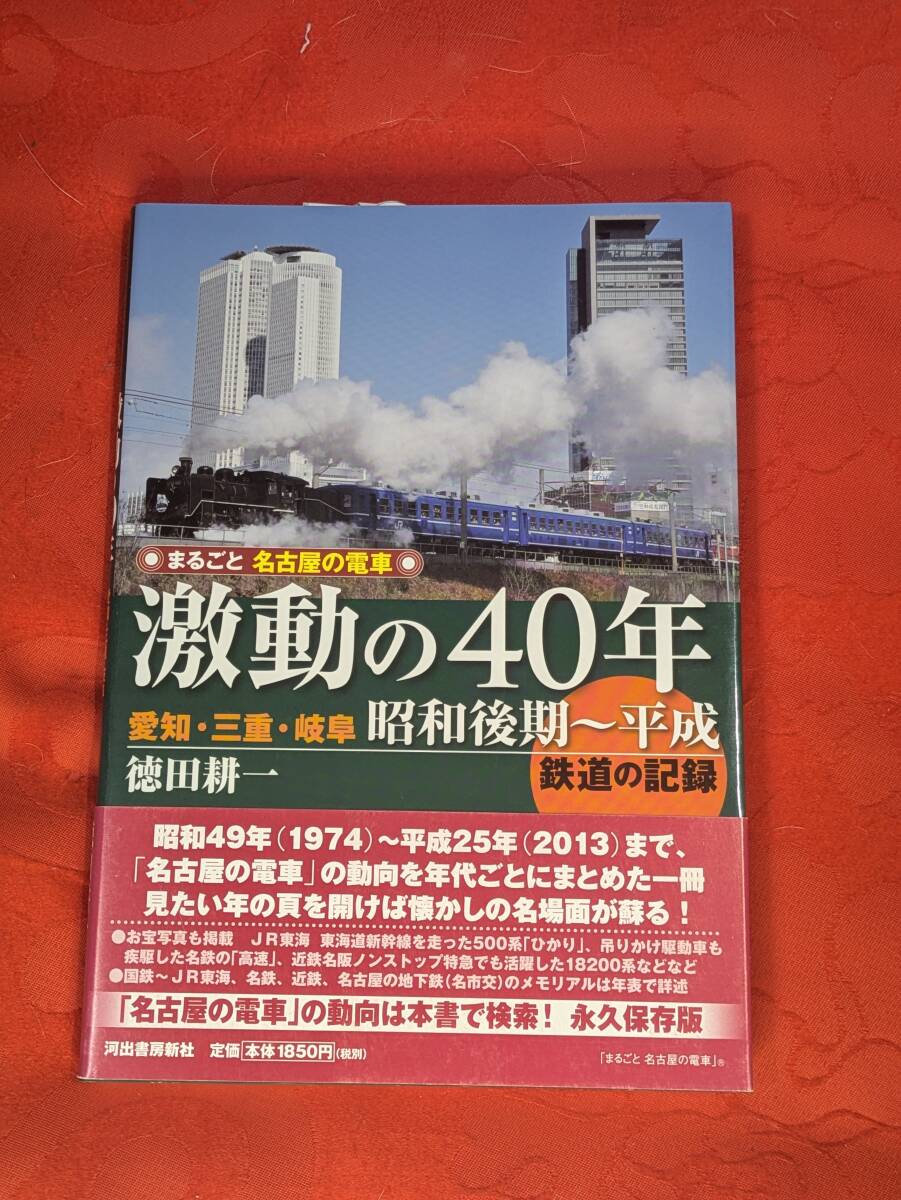 まるごと 名古屋の電車
激動の40年
愛知・三重・岐阜 昭和後期〜平成
徳田耕一
鉄道の記録
昭和49年(1974)〜平成25年(2013)まで、
「名古屋の電車」の動向を年代ごとにまとめた一冊
見たい年の頁を開けば懐かしの名場面が蘇る!
●お宝写真も掲載 JR東海 東海道新幹線を走った500系「ひかり」、吊りかけ駆動車も
疾駆した名鉄の「高速」、近鉄名阪ノンストップ特急でも活躍した18200系などなど
●国鉄〜JR東海、名鉄、近鉄、名古屋の地下鉄(名市交)のメモリアルは年表で詳述
「名古屋の電車」の動向は本書で検索! 永久保存版
河出書房新社 定価 本体1850円(税別)
「まるごと 名古屋の電車」®